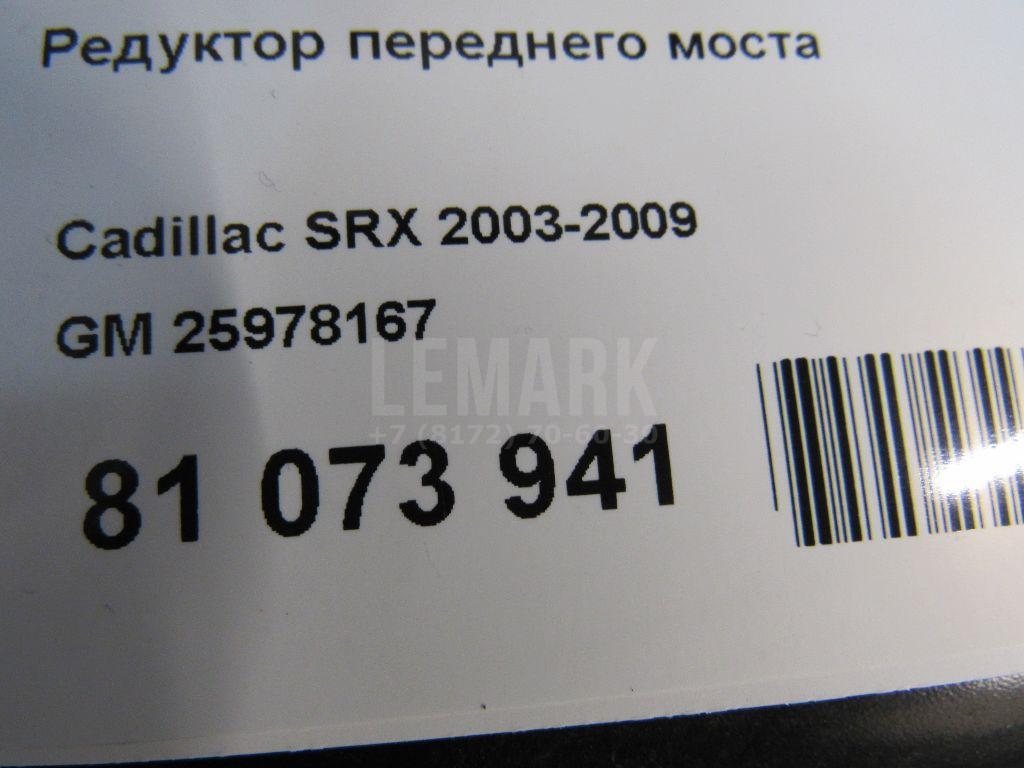 Редуктор переднего моста
Cadillac SRX 2003-2009
GM 25978167
LEMARK
+7 (8172) 70-60-30
81 073 941